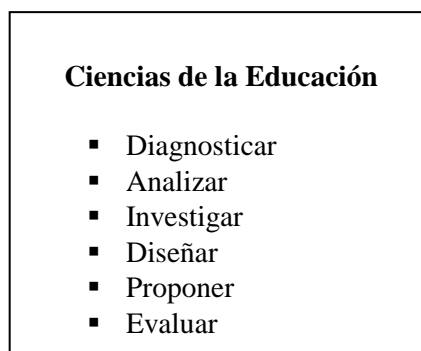 Ciencias de la Educación
▪ Diagnosticar
▪ Analizar
▪ Investigar
▪ Diseñar
▪ Proponer
▪ Evaluar